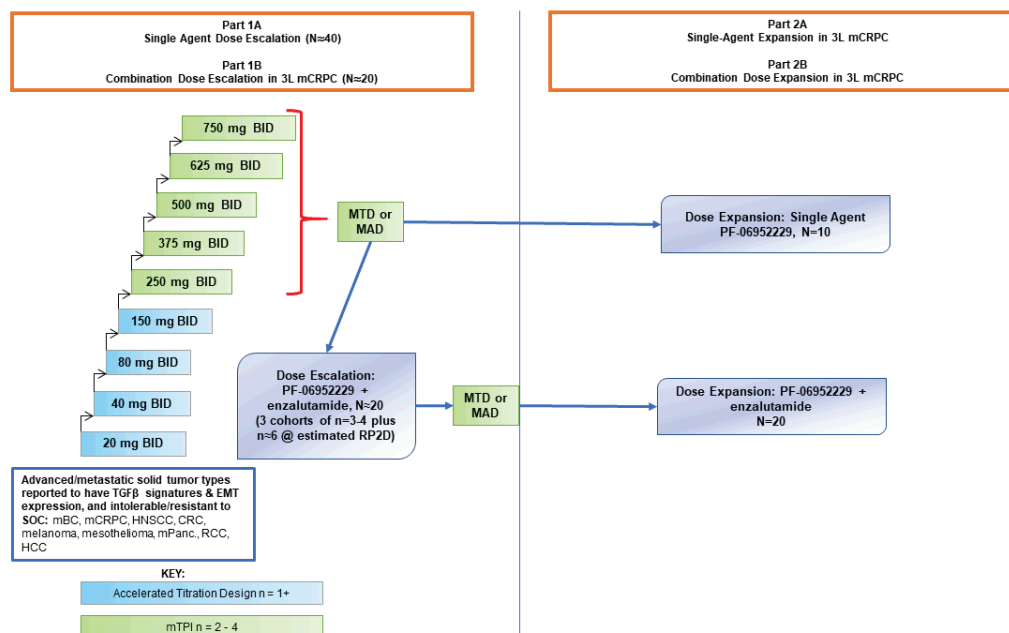 Part 1A
Single Agent Dose Escalation (N≈40)
Part 1B
Combination Dose Escalation in 3L mCRPC (N≈20)
Part 2A
Single-Agent Expansion in 3L mCRPC
Part 2B
Combination Dose Expansion in 3L mCRPC
750 mg BID
625 mg BID
500 mg BID
375 mg BID
250 mg BID
150 mg BID
80 mg BID
40 mg BID
20 mg BID
MTD or
MAD
Dose Expansion: Single Agent
PF-06952229, N=10
Dose Escalation:
PF-06952229 +
enzalutamide, N≈20
(3 cohorts of n=3-4 plus
n≈6 @ estimated RP2D)
MTD or
MAD
Dose Expansion: PF-06952229 +
enzalutamide
N=20
Advanced/metastatic solid tumor types
reported to have TGFβ signatures & EMT
expression, and intolerable/resistant to
SOC: mBC, mCRPC, HNSCC, CRC,
melanoma, mesothelioma, mPanc., RCC,
HCC
KEY:
Accelerated Titration Design n = 1+
mTPI n = 2 - 4